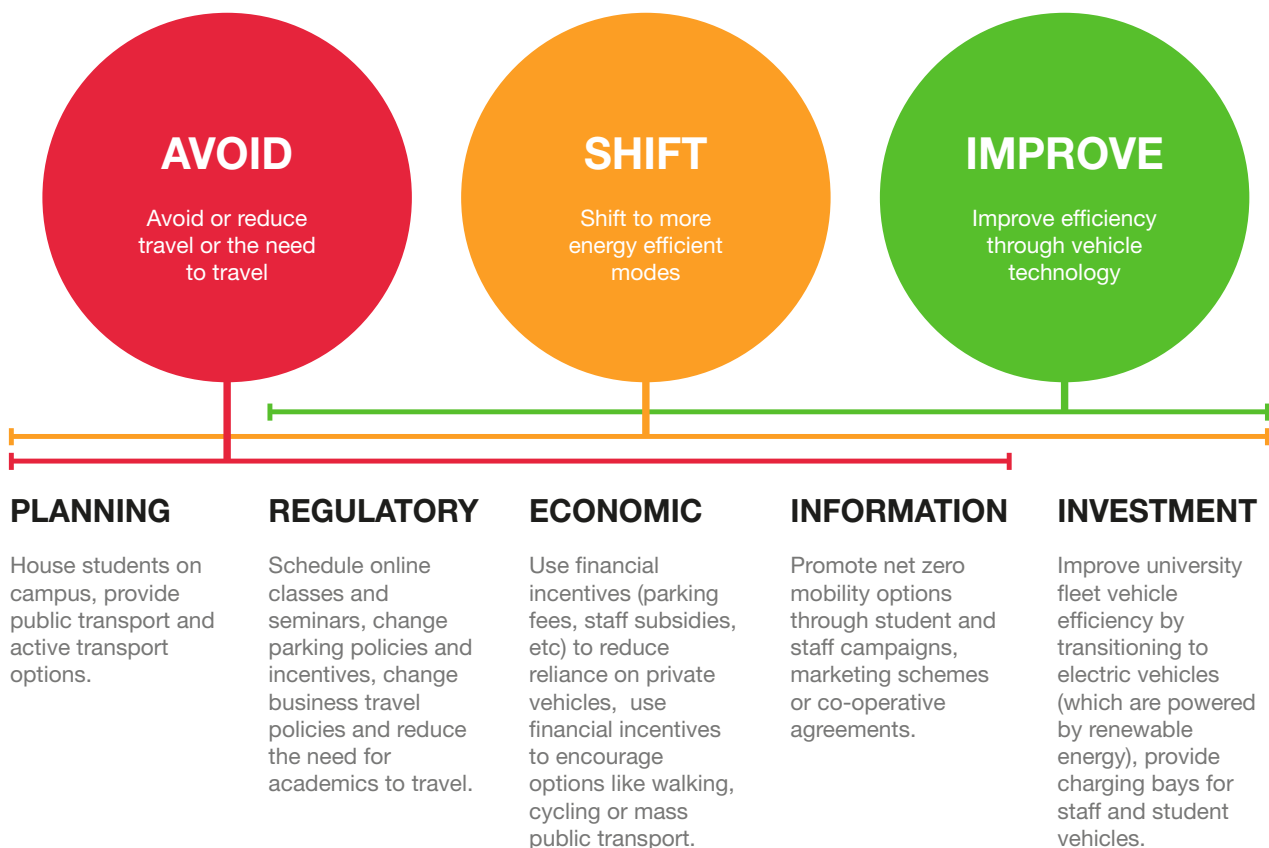 AVOID
Avoid or reduce
travel or the need
to travel
SHIFT
Shift to more
energy efficient
modes
IMPROVE
Improve efficiency
through vehicle
technology
PLANNING
House students on
campus, provide
public transport and
active transport
options.
REGULATORY
Schedule online
classes and
seminars, change
parking policies and
incentives, change
business travel
policies and reduce
the need for
academics to travel.
ECONOMIC
Use financial
incentives (parking
fees, staff subsidies,
etc) to reduce
reliance on private
vehicles,  use
financial incentives
to encourage
options like walking,
cycling or mass
public transport.
INFORMATION
Promote net zero
mobility options
through student and
staff campaigns,
marketing schemes
or co-operative
agreements.
INVESTMENT
Improve university
fleet vehicle
efficiency by
transitioning to
electric vehicles
(which are powered
by renewable
energy), provide
charging bays for
staff and student
vehicles.